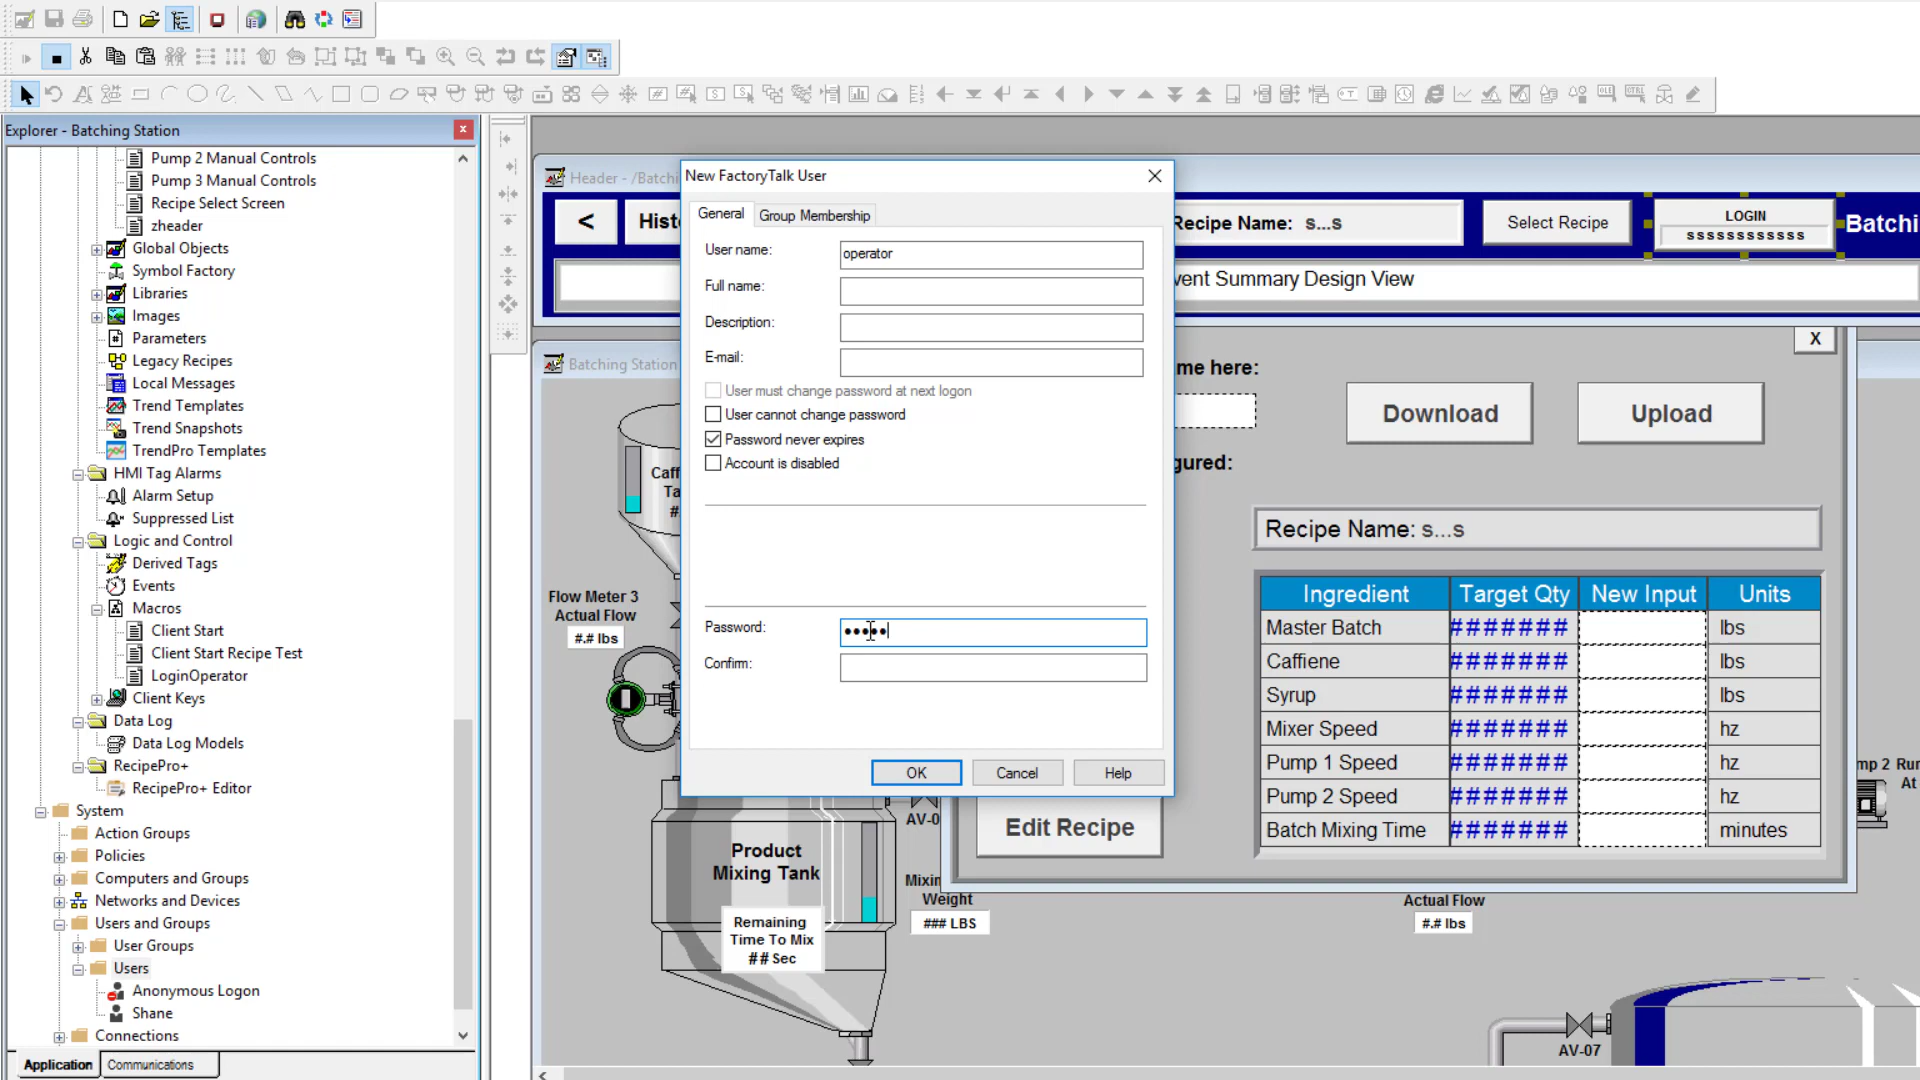 Explorer - Batching Station
Pump 2 Manual Controls
Pump 3 Manual Controls
Recipe Select Screen
zheader
Global Objects
Symbol Factory
Libraries
Images
Parameters
Legacy Recipes
Local Messages
Trend Templates
Trend Snapshots
TrendPro Templates
HMI Tag Alarms
Alarm Setup
Suppressed List
Logic and Control
Derived Tags
Events
Macros
Client Start
Client Start Recipe Test
LoginOperator
Client Keys
Data Log
Data Log Models
RecipePro+
RecipePro+ Editor
System
Action Groups
Policies
Computers and Groups
Networks and Devices
Users and Groups
User Groups
Users
Anonymous Logon
Shane
Connections
Application
Communications
Header - /Batchi
<
Histo
Recipe Name: s...s
Select Recipe
LOGIN
ssssssssssss
Batchi
vent Summary Design View
Batching Station
New FactoryTalk User
General
Group Membership
User name:
operator
Full name:
Description:
E-mail:
User must change password at next logon
User cannot change password
Password never expires
Account is disabled
Password:
•••••
Confirm:
OK
Cancel
Help
X
me here:
Download
Upload
gured:
Recipe Name: s...s
Ingredient Target Qty New Input Units
Master Batch ####### lbs
Caffiene ####### lbs
Syrup ####### lbs
Mixer Speed ####### hz
Pump 1 Speed ####### hz
Pump 2 Speed ####### hz
Batch Mixing Time ####### minutes
Edit Recipe
Caff
Ta
#
Flow Meter 3
Actual Flow
#.# lbs
AV-0
Product
Mixing Tank
Remaining
Time To Mix
## Sec
Mixin
Weight
### LBS
Actual Flow
#.# lbs
mp 2 Run
At
AV-07